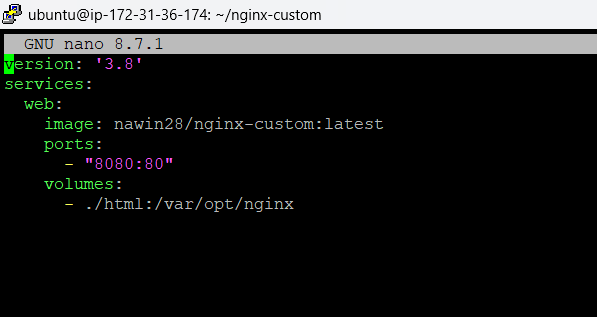 ubuntu@ip-172-31-36-174: ~/nginx-custom
GNU nano 8.7.1
version: '3.8'
services:
  web:
    image: nawin28/nginx-custom:latest
    ports:
      - "8080:80"
    volumes:
      - ./html:/var/opt/nginx